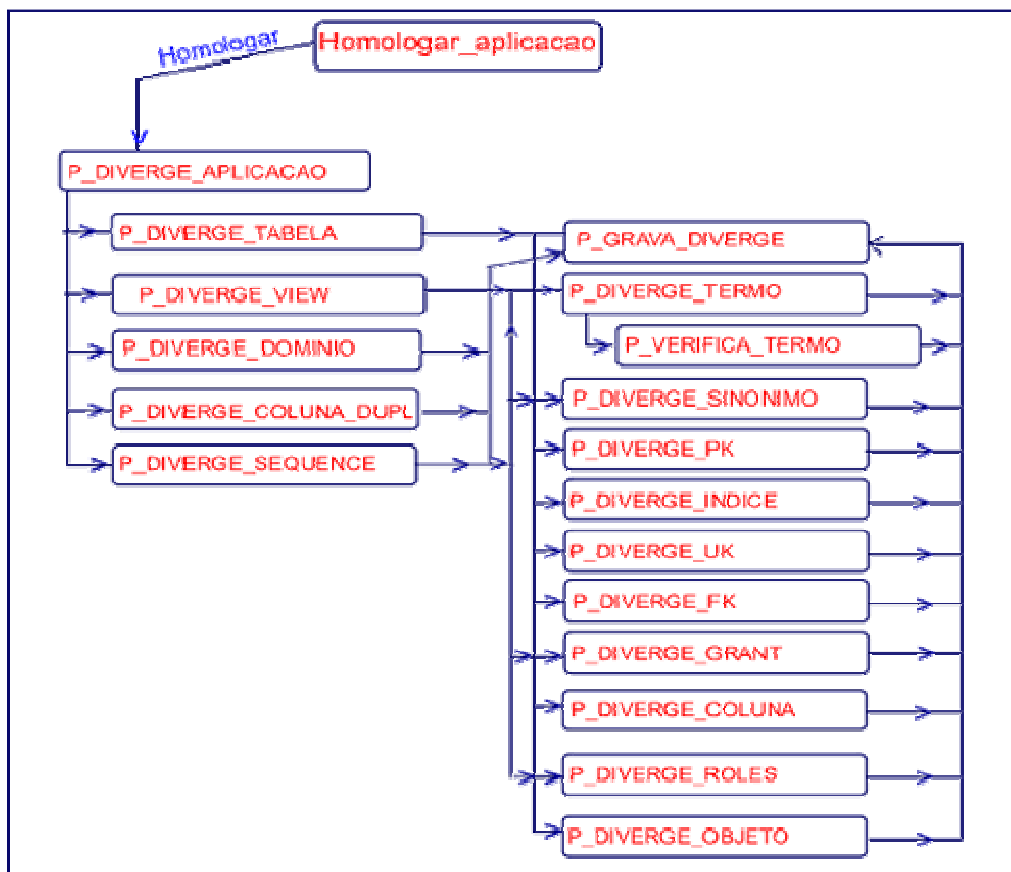 Homologar
Homologar_aplicacao
P_DIVERGE_APLICACAO
P_DIVERGE_TABELA
P_DIVERGE_VIEW
P_DIVERGE_DOMINIO
P_DIVERGE_COLUNA_DUPL
P_DIVERGE_SEQUENCE
P_GRAVA_DIVERGE
P_DIVERGE_TERMO
P_VERIFICA_TERMO
P_DIVERGE_SINONIMO
P_DIVERGE_PK
P_DIVERGE_INDICE
P_DIVERGE_UK
P_DIVERGE_FK
P_DIVERGE_GRANT
P_DIVERGE_COLUNA
P_DIVERGE_ROLES
P_DIVERGE_OBJETO